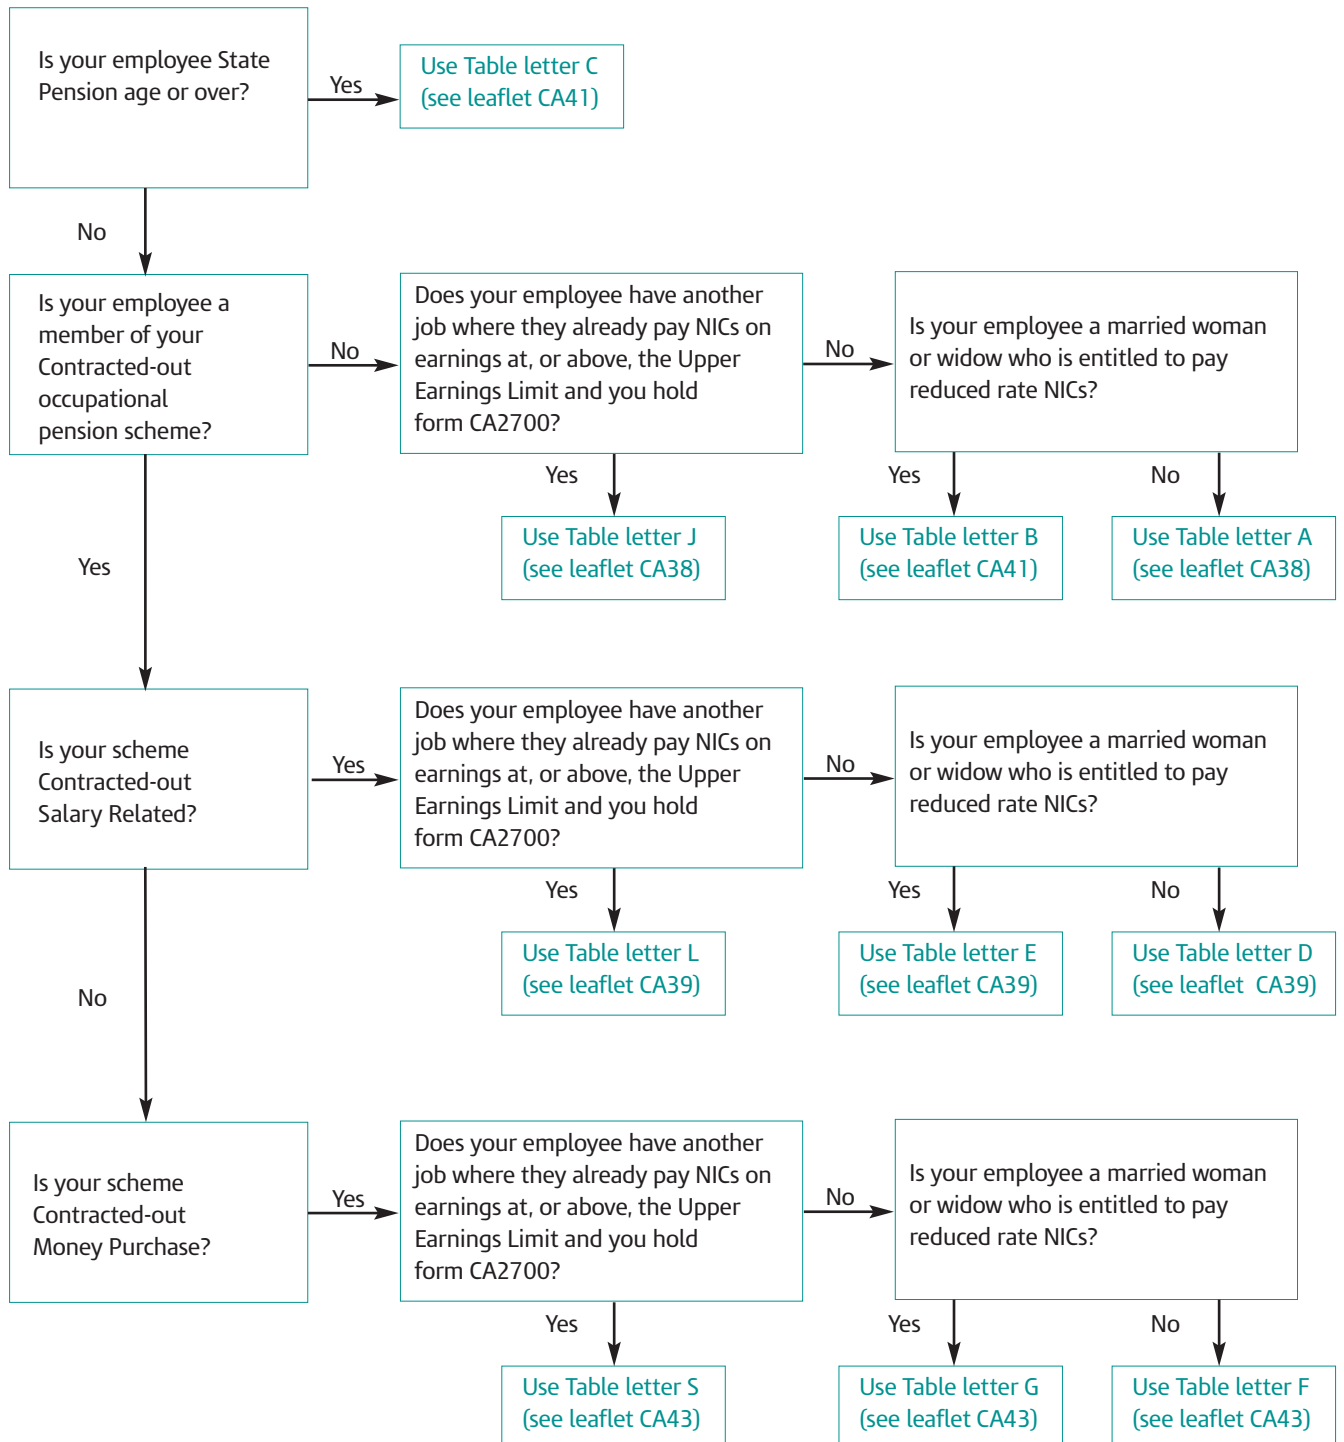 Is your employee State
Pension age or over?
Yes
Use Table letter C
(see leaflet CA41)
No
Is your employee a
member of your
Contracted-out
occupational
pension scheme?
No
Does your employee have another
job where they already pay NICs on
earnings at, or above, the Upper
Earnings Limit and you hold
form CA2700?
No
Is your employee a married woman
or widow who is entitled to pay
reduced rate NICs?
Yes
Yes
No
Use Table letter J
(see leaflet CA38)
Use Table letter B
(see leaflet CA41)
Use Table letter A
(see leaflet CA38)
Yes
Is your scheme
Contracted-out
Salary Related?
Yes
Does your employee have another
job where they already pay NICs on
earnings at, or above, the Upper
Earnings Limit and you hold
form CA2700?
No
Is your employee a married woman
or widow who is entitled to pay
reduced rate NICs?
Yes
Yes
No
Use Table letter L
(see leaflet CA39)
Use Table letter E
(see leaflet CA39)
Use Table letter D
(see leaflet CA39)
No
Is your scheme
Contracted-out
Money Purchase?
Yes
Does your employee have another
job where they already pay NICs on
earnings at, or above, the Upper
Earnings Limit and you hold
form CA2700?
No
Is your employee a married woman
or widow who is entitled to pay
reduced rate NICs?
Yes
Yes
No
Use Table letter S
(see leaflet CA43)
Use Table letter G
(see leaflet CA43)
Use Table letter F
(see leaflet CA43)